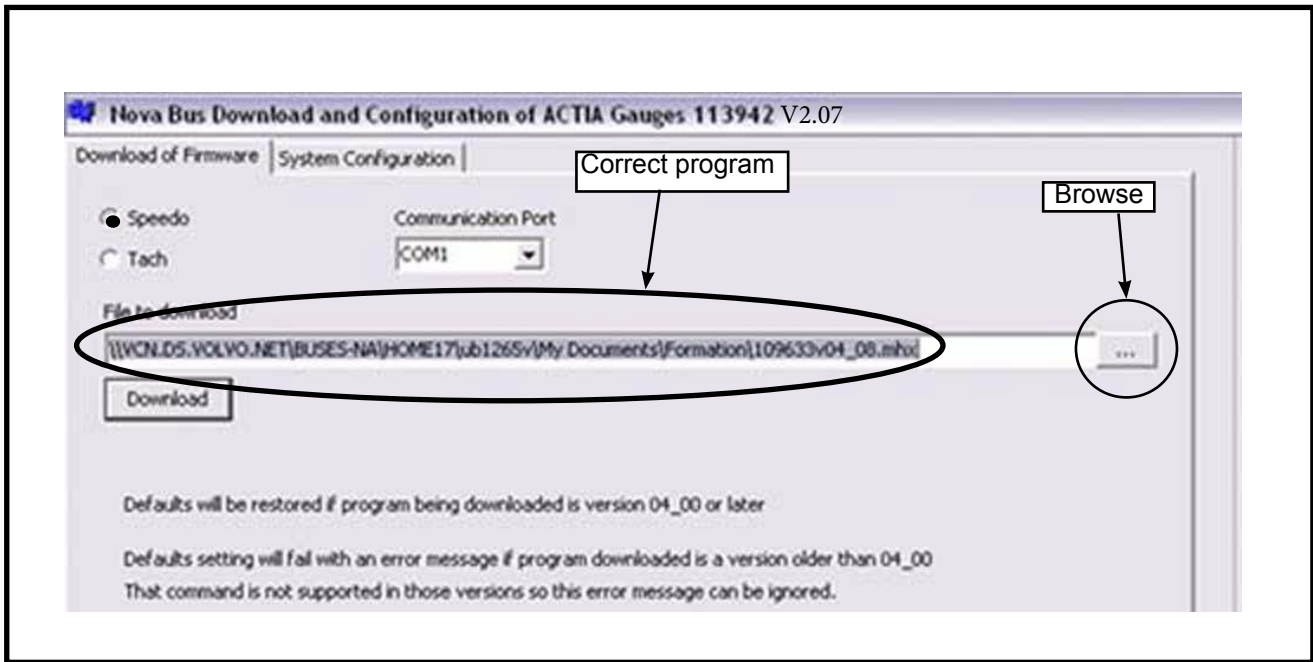 Nova Bus Download and Configuration of ACTIA Gauges 113942 V2.07
Download of Firmware System Configuration
Correct program
Browse
Speedo
Communication Port
Tach
COM1
File to download
\\VCN.DS.VOLVO.NET\BUSES-NA\HOME17\ub1265v\My Documents\Formation\109633v04_08.mhx
...
Download
Defaults will be restored if program being downloaded is version 04_00 or later
Defaults setting will fail with an error message if program downloaded is a version older than 04_00
That command is not supported in those versions so this error message can be ignored.